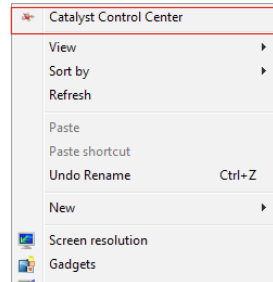 Catalyst Control Center
View
Sort by
Refresh
Paste
Paste shortcut
Undo Rename Ctrl+Z
New
Screen resolution
Gadgets